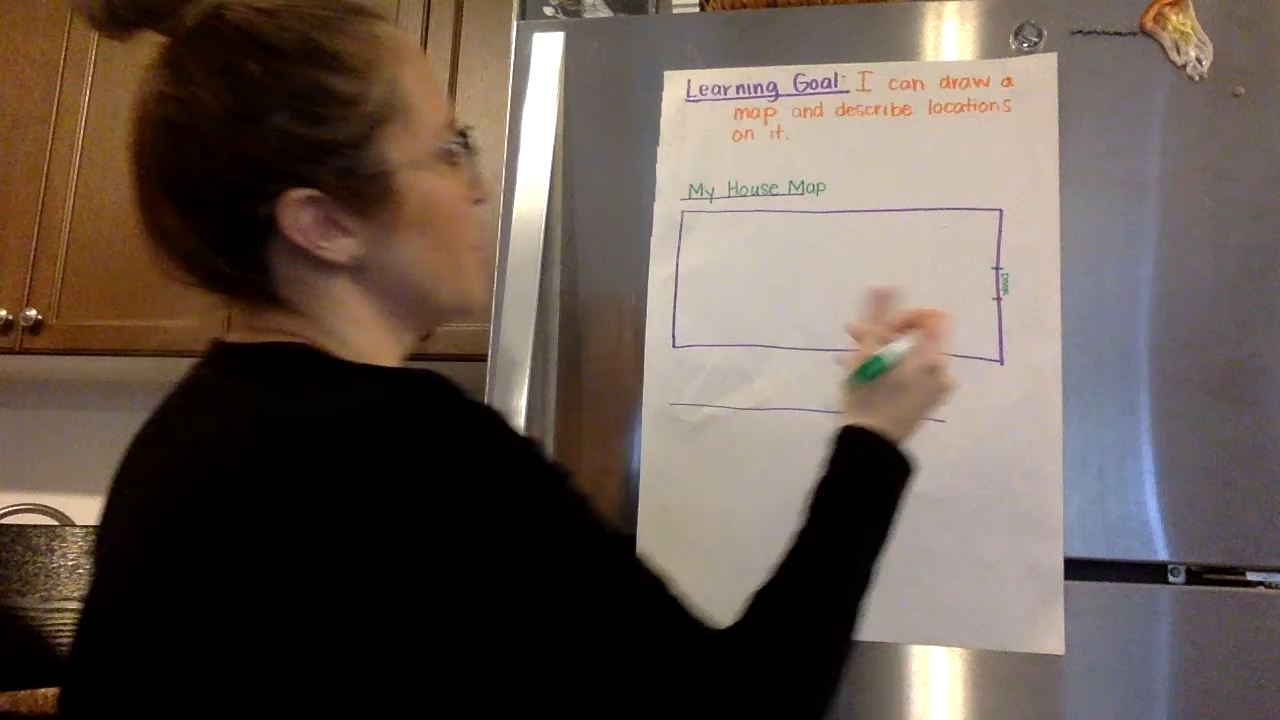 Learning Goal: I can draw a
map and describe locations
on it.
My House Map